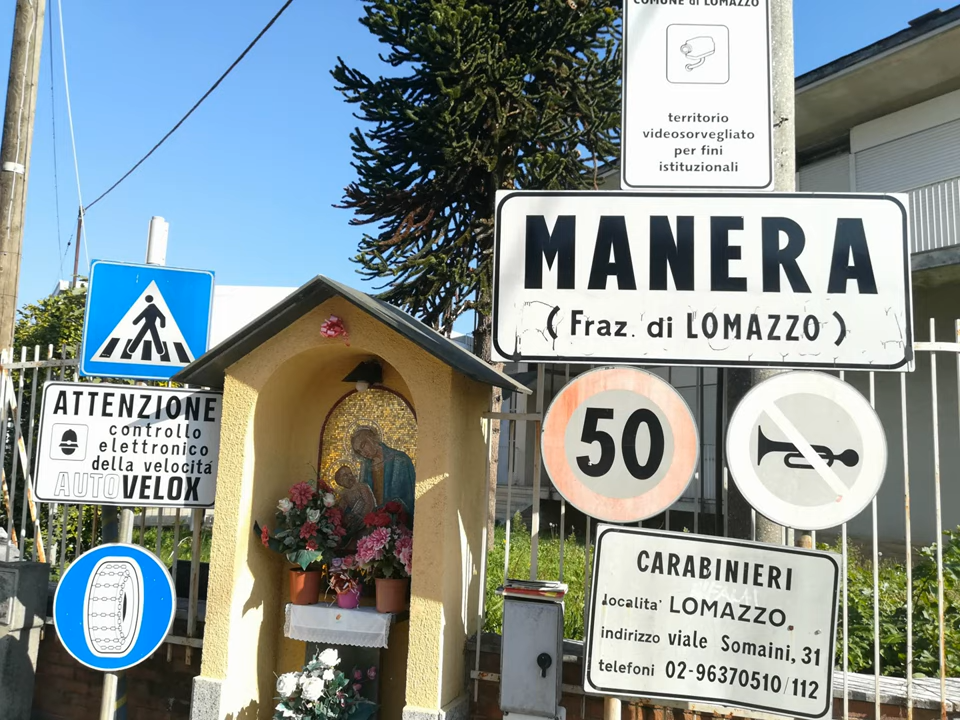 COMUNE di LOMAZZO
territorio
videosorvegliato
per fini
istituzionali
MANERA
(Fraz. di LOMAZZO)
ATTENZIONE
controllo
elettronico
della velocità
AUTOVELOX
50
CARABINIERI
località LOMAZZO
indirizzo viale Somaini, 31
telefoni 02-96370510/112